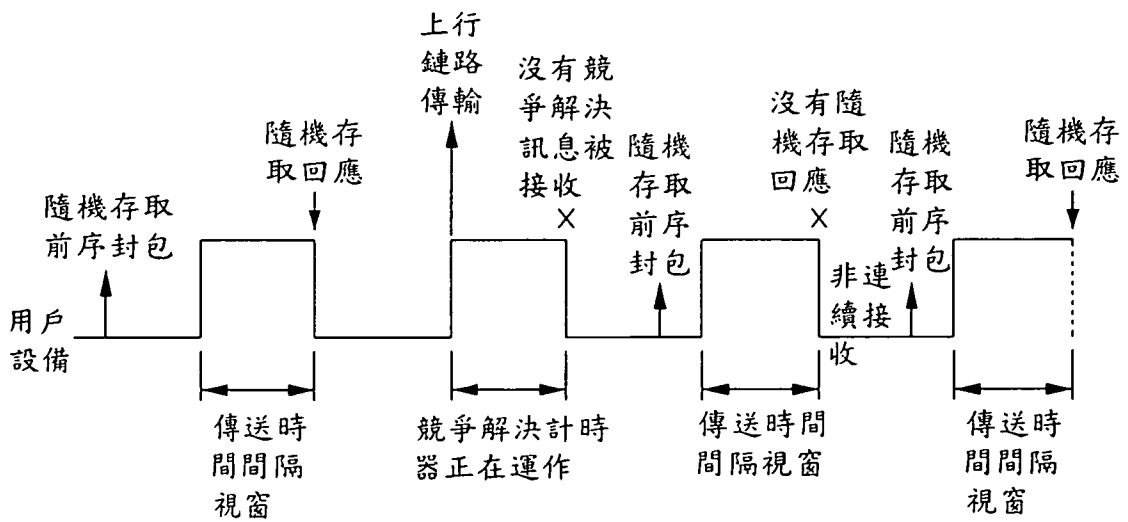 上行
鏈路
傳輸
沒有競
爭解決
訊息被
接收
隨機存
取回應
隨機存取
前序封包
隨機
存取
前序
封包
沒有隨
機存取
回應
隨機
存取
前序
封包
隨機存
取回應
非連
續接
收
用戶
設備
傳送時
間間隔
視窗
競爭解決計時
器正在運作
傳送時間
間隔視窗
傳送時
間間隔
視窗